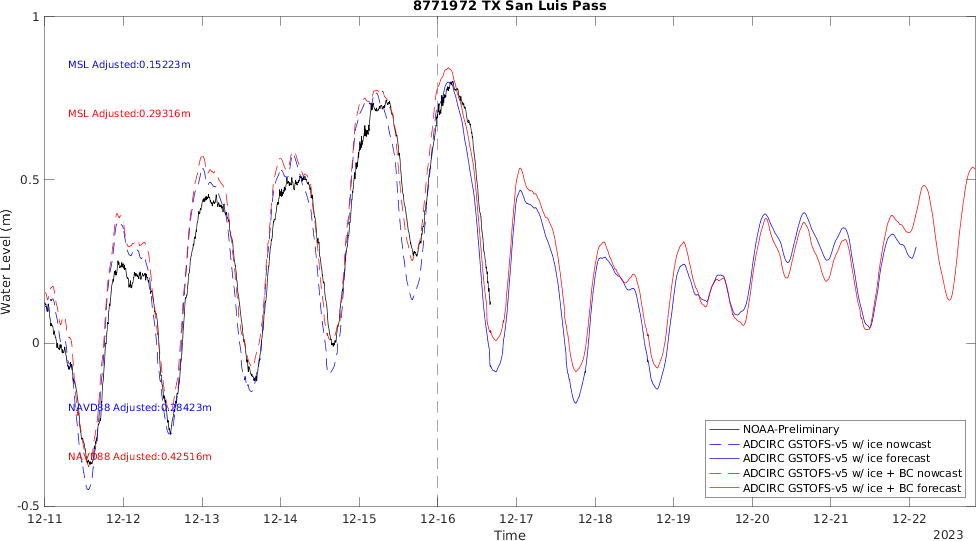 8771972 TX San Luis Pass
1
MSL Adjusted:0.15223m
MSL Adjusted:0.29316m
0.5
Water Level (m)
0
NAVD88 Adjusted:0.28423m
NAVD88 Adjusted:0.42516m
NOAA-Preliminary
ADCIRC GSTOFS-v5 w/ ice nowcast
ADCIRC GSTOFS-v5 w/ ice forecast
ADCIRC GSTOFS-v5 w/ ice + BC nowcast
ADCIRC GSTOFS-v5 w/ ice + BC forecast
-0.5
12-11 12-12 12-13 12-14 12-15 12-16 12-17 12-18 12-19 12-20 12-21 12-22
Time
2023